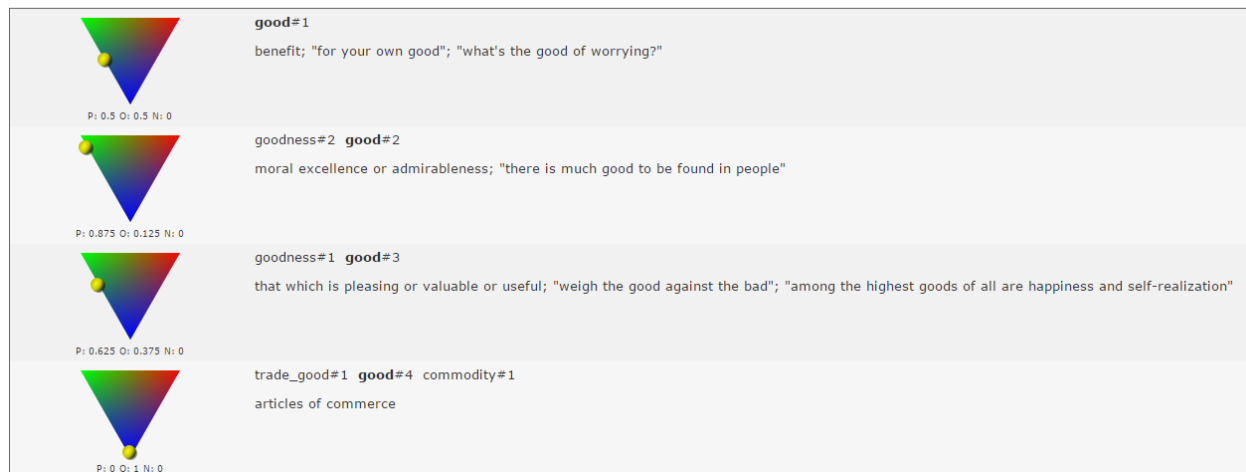 good#1
benefit; "for your own good"; "what's the good of worrying?"
P: 0.5 O: 0.5 N: 0
goodness#2 good#2
moral excellence or admirableness; "there is much good to be found in people"
P: 0.875 O: 0.125 N: 0
goodness#1 good#3
that which is pleasing or valuable or useful; "weigh the good against the bad"; "among the highest goods of all are happiness and self-realization"
P: 0.625 O: 0.375 N: 0
trade_good#1 good#4 commodity#1
articles of commerce
P: 0 O: 1 N: 0